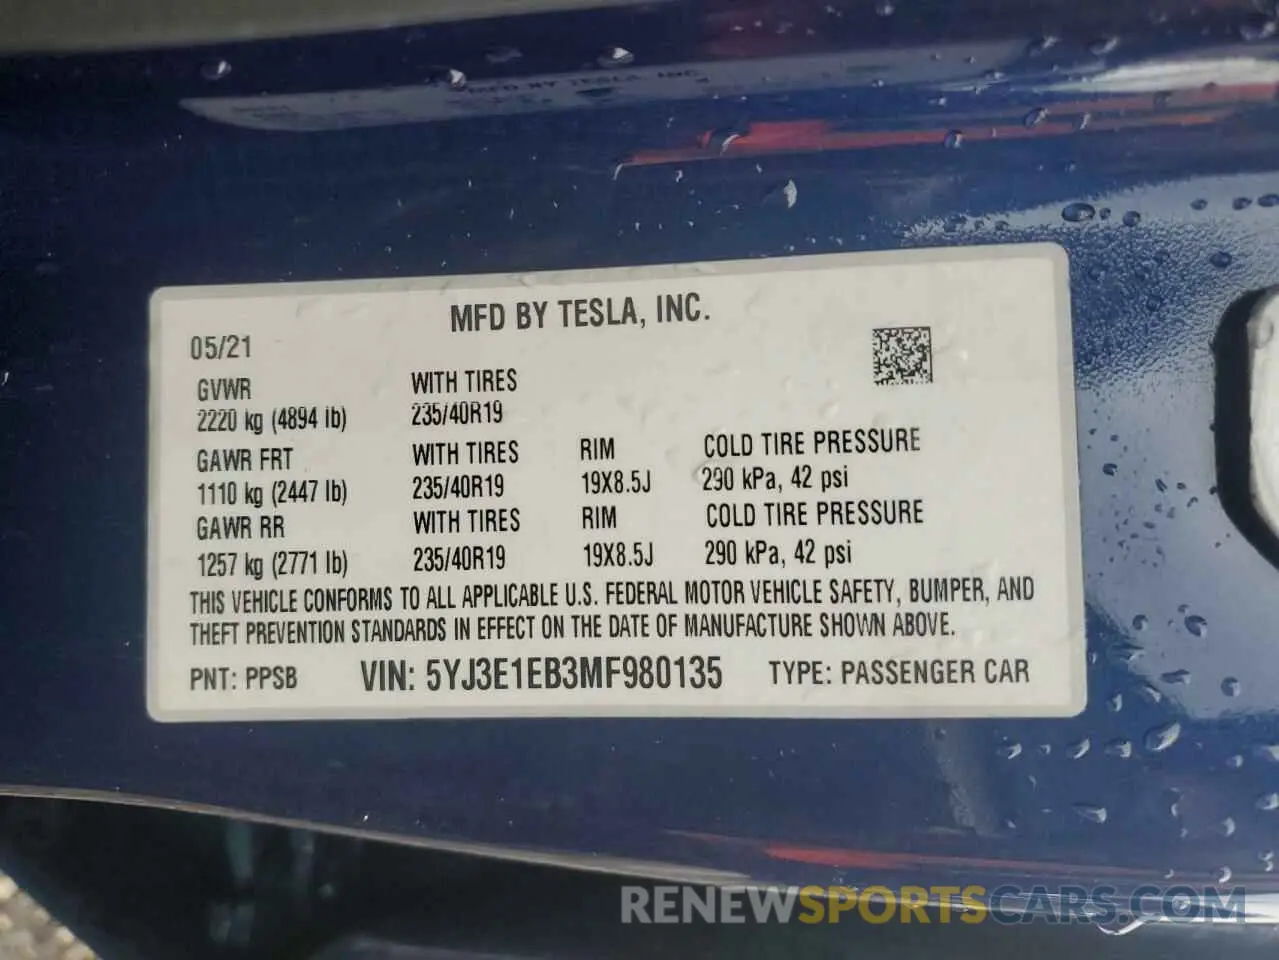 MFD BY TESLA, INC.
MFD BY TESLA, INC.
05/21
GVWR WITH TIRES
2220 kg (4894 lb) 235/40R19
GAWR FRT WITH TIRES RIM COLD TIRE PRESSURE
1110 kg (2447 lb) 235/40R19 19X8.5J 290 kPa, 42 psi
GAWR RR WITH TIRES RIM COLD TIRE PRESSURE
1257 kg (2771 lb) 235/40R19 19X8.5J 290 kPa, 42 psi
THIS VEHICLE CONFORMS TO ALL APPLICABLE U.S. FEDERAL MOTOR VEHICLE SAFETY, BUMPER, AND
THEFT PREVENTION STANDARDS IN EFFECT ON THE DATE OF MANUFACTURE SHOWN ABOVE.
PNT: PPSB VIN: 5YJ3E1EB3MF980135 TYPE: PASSENGER CAR
RENEWSPORTSCARS.COM